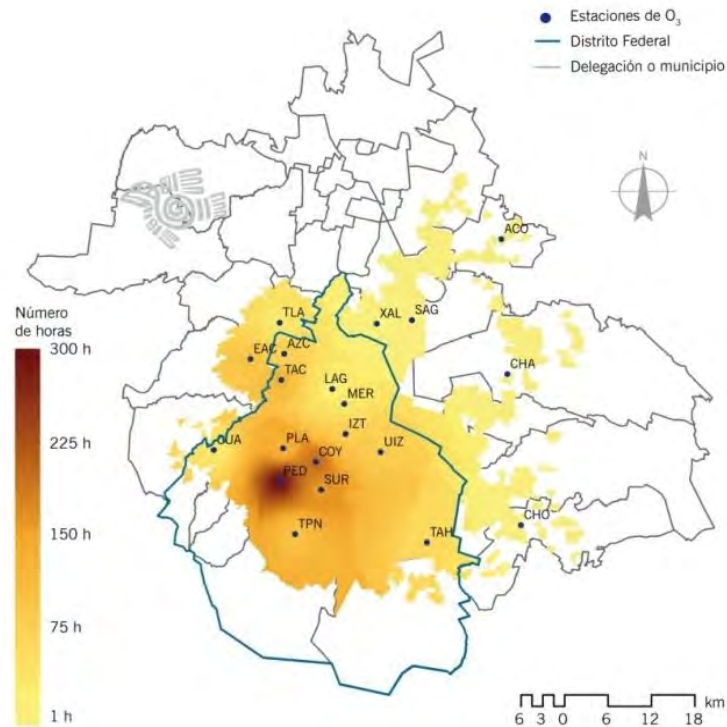 Estaciones de O3
Distrito Federal
Delegación o municipio
N
ACO
TLA
XAL
SAG
AZC
EAC
TAC
CHA
LAG
MER
IZT
PLA
CUA
COY
UIZ
PED
SUR
TPN
TAH
CHO
Número
de horas
300 h
225 h
150 h
75 h
1 h
km
6 3 0 6 12 18